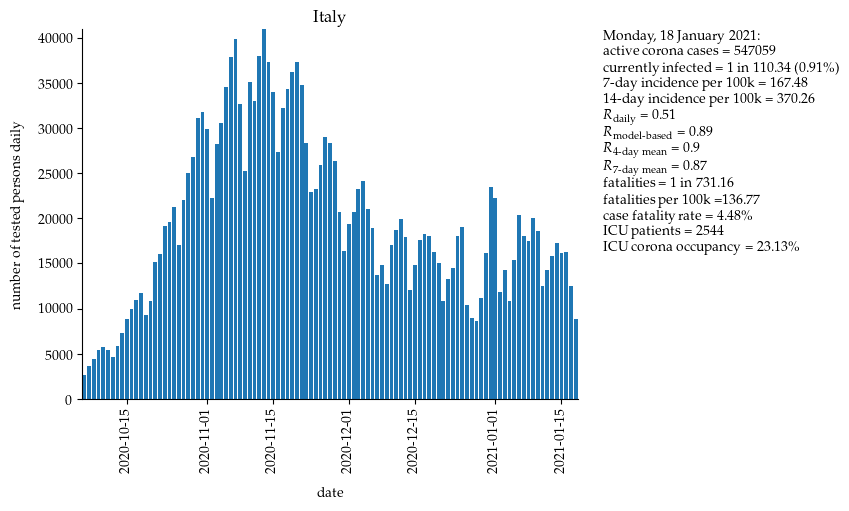 Italy
40000
35000
30000
25000
20000
15000
10000
5000
0
number of tested persons daily
2020-10-15
2020-11-01
2020-11-15
2020-12-01
2020-12-15
2021-01-01
2021-01-15
date
Monday, 18 January 2021:
active corona cases = 547059
currently infected = 1 in 110.34 (0.91%)
7-day incidence per 100k = 167.48
14-day incidence per 100k = 370.26
R daily = 0.51
R model-based = 0.89
R 4-day mean = 0.9
R 7-day mean = 0.87
fatalities = 1 in 731.16
fatalities per 100k =136.77
case fatality rate = 4.48%
ICU patients = 2544
ICU corona occupancy = 23.13%